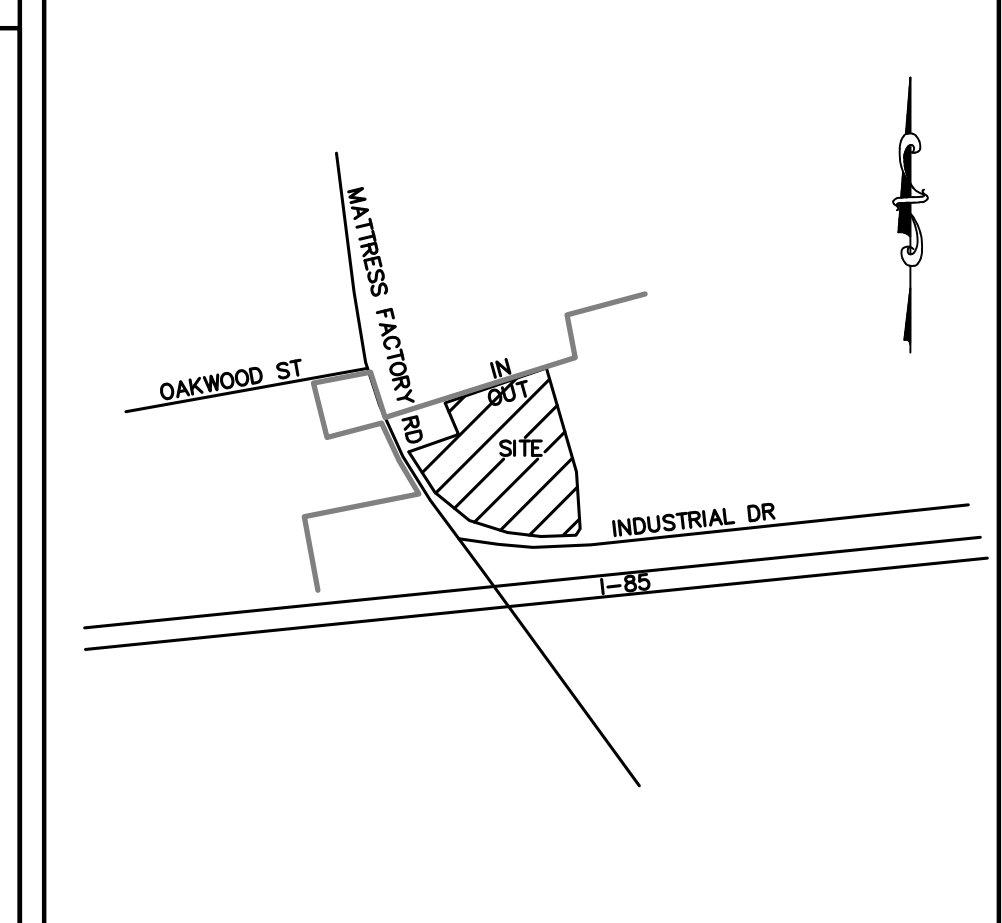 MATTRESS FACTORY RD
OAKWOOD ST
IN
OUT
SITE
INDUSTRIAL DR
I-85